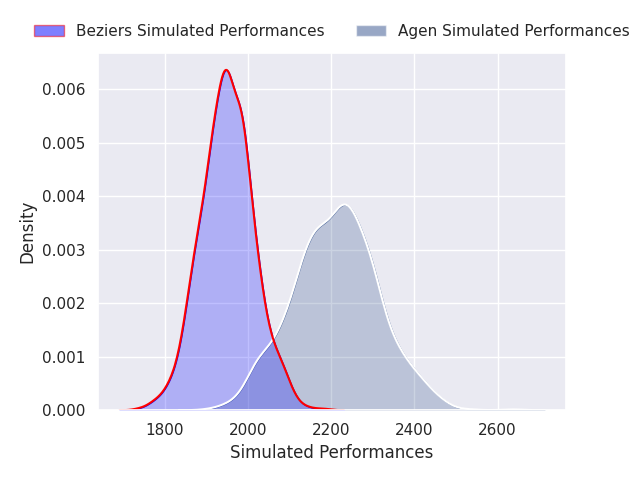 Beziers Simulated Performances Agen Simulated Performances
0.006
0.005
0.004
0.003
0.002
0.001
0.000
Density
1800 2000 2200 2400 2600
Simulated Performances